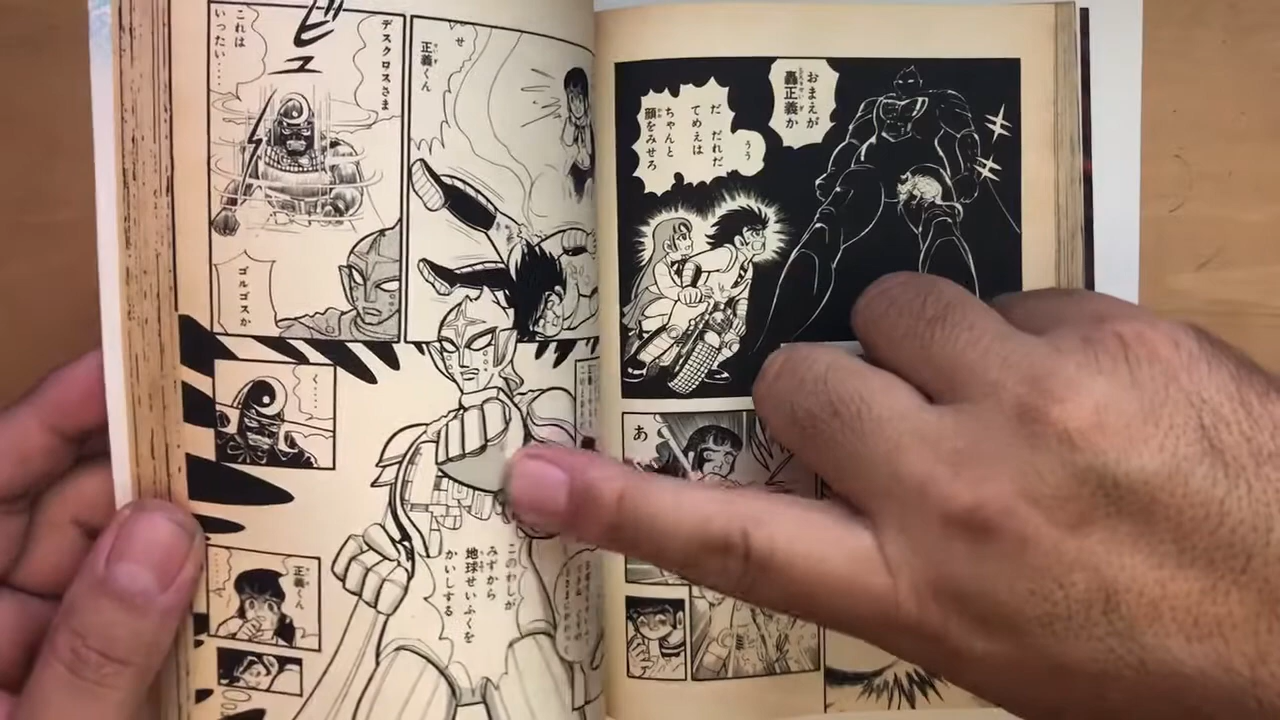 おまえが
轟正義か
うう
だ だれだ
てめえは
ちゃんと
顔をみせろ
あ
せ
正義くん
ビュ
デスクロスさま
これは
いったい・・・・
ゴルゴスか
く・・・・
このわしが
みずから
地球せいふくを
かいしする
正義くん